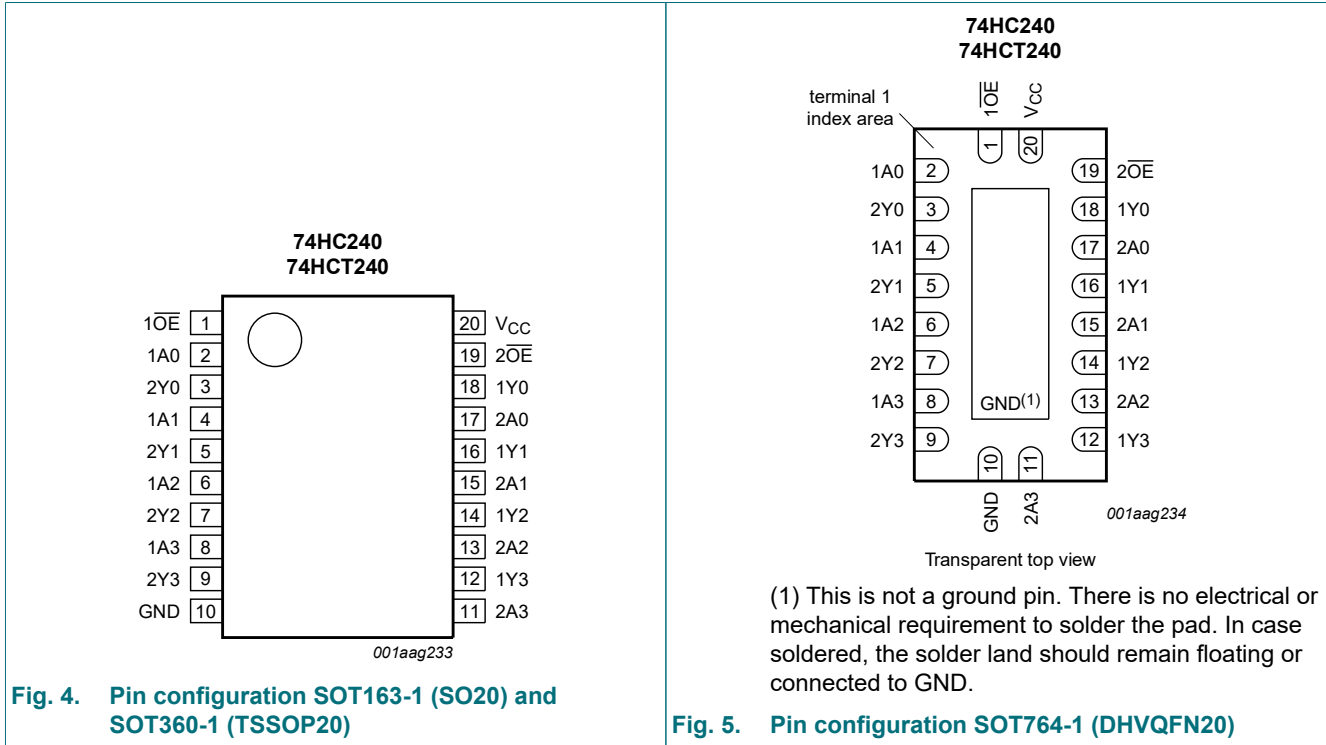 74HC240
74HCT240
1O̅E̅ 1
1A0 2
2Y0 3
1A1 4
2Y1 5
1A2 6
2Y2 7
1A3 8
2Y3 9
GND 10
20 VCC
19 2O̅E̅
18 1Y0
17 2A0
16 1Y1
15 2A1
14 1Y2
13 2A2
12 1Y3
11 2A3
001aag233
Fig. 4. Pin configuration SOT163-1 (SO20) and
SOT360-1 (TSSOP20)
74HC240
74HCT240
terminal 1
index area
1O̅E̅
VCC
1
20
1A0 2
2Y0 3
1A1 4
2Y1 5
1A2 6
2Y2 7
1A3 8
2Y3 9
19 2O̅E̅
18 1Y0
17 2A0
16 1Y1
15 2A1
14 1Y2
13 2A2
12 1Y3
GND(1)
10
11
GND
2A3
001aag234
Transparent top view
(1) This is not a ground pin. There is no electrical or
mechanical requirement to solder the pad. In case
soldered, the solder land should remain floating or
connected to GND.
Fig. 5. Pin configuration SOT764-1 (DHVQFN20)